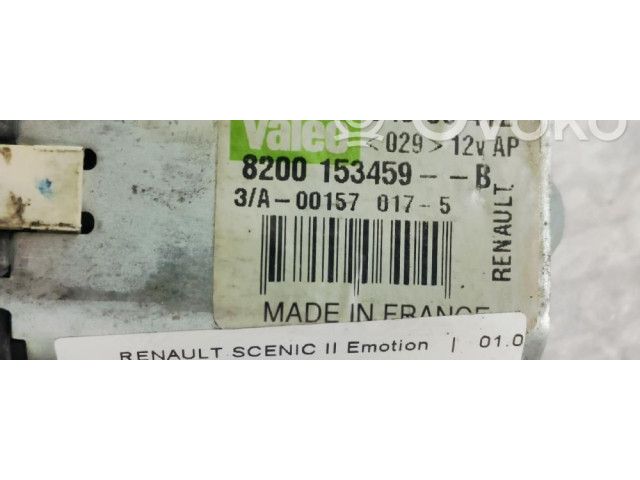 Ovoko
Valeo
<029> 12v AP
8200 153459--B
3/A-00157 017-5
RENAULT
MADE IN FRANCE
RENAULT SCENIC II Emotion | 01.0